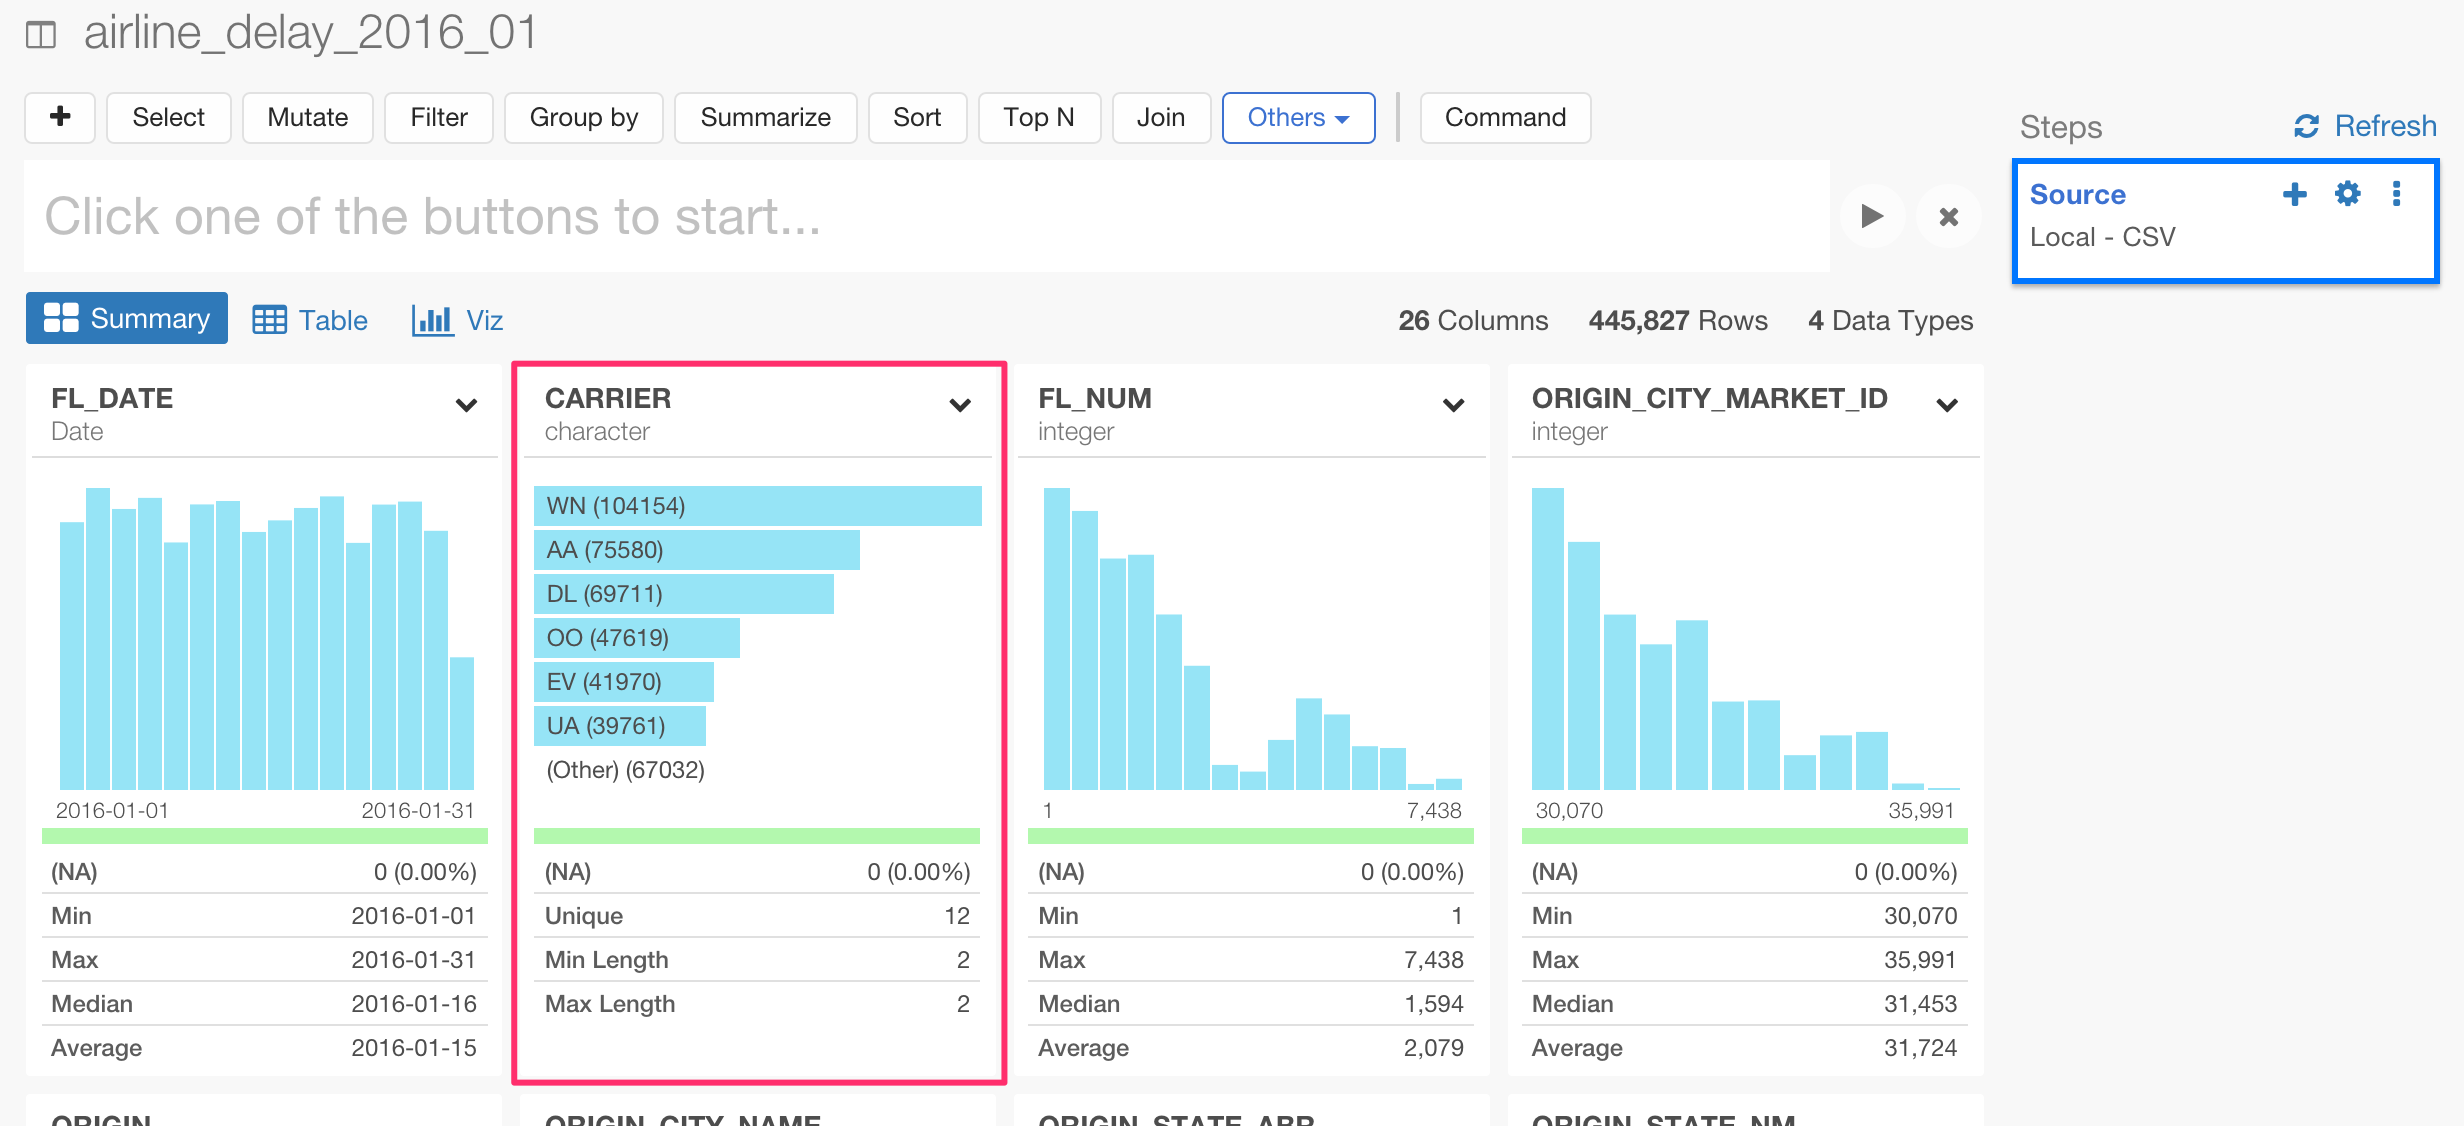 airline_delay_2016_01
+ Select Mutate Filter Group by Summarize Sort Top N Join Others Command
Steps Refresh
Click one of the buttons to start...
Source
Local - CSV
Summary Table Viz 26 Columns 445,827 Rows 4 Data Types
FL_DATE
Date
2016-01-01 2016-01-31
(NA) 0 (0.00%)
Min 2016-01-01
Max 2016-01-31
Median 2016-01-16
Average 2016-01-15
CARRIER
character
WN (104154)
AA (75580)
DL (69711)
OO (47619)
EV (41970)
UA (39761)
(Other) (67032)
(NA) 0 (0.00%)
Unique 12
Min Length 2
Max Length 2
FL_NUM
integer
1 7,438
(NA) 0 (0.00%)
Min 1
Max 7,438
Median 1,594
Average 2,079
ORIGIN_CITY_MARKET_ID
integer
30,070 35,991
(NA) 0 (0.00%)
Min 30,070
Max 35,991
Median 31,453
Average 31,724
ORIGIN ORIGIN_CITY_NAME ORIGIN_STATE_ABR ORIGIN_STATE_NM